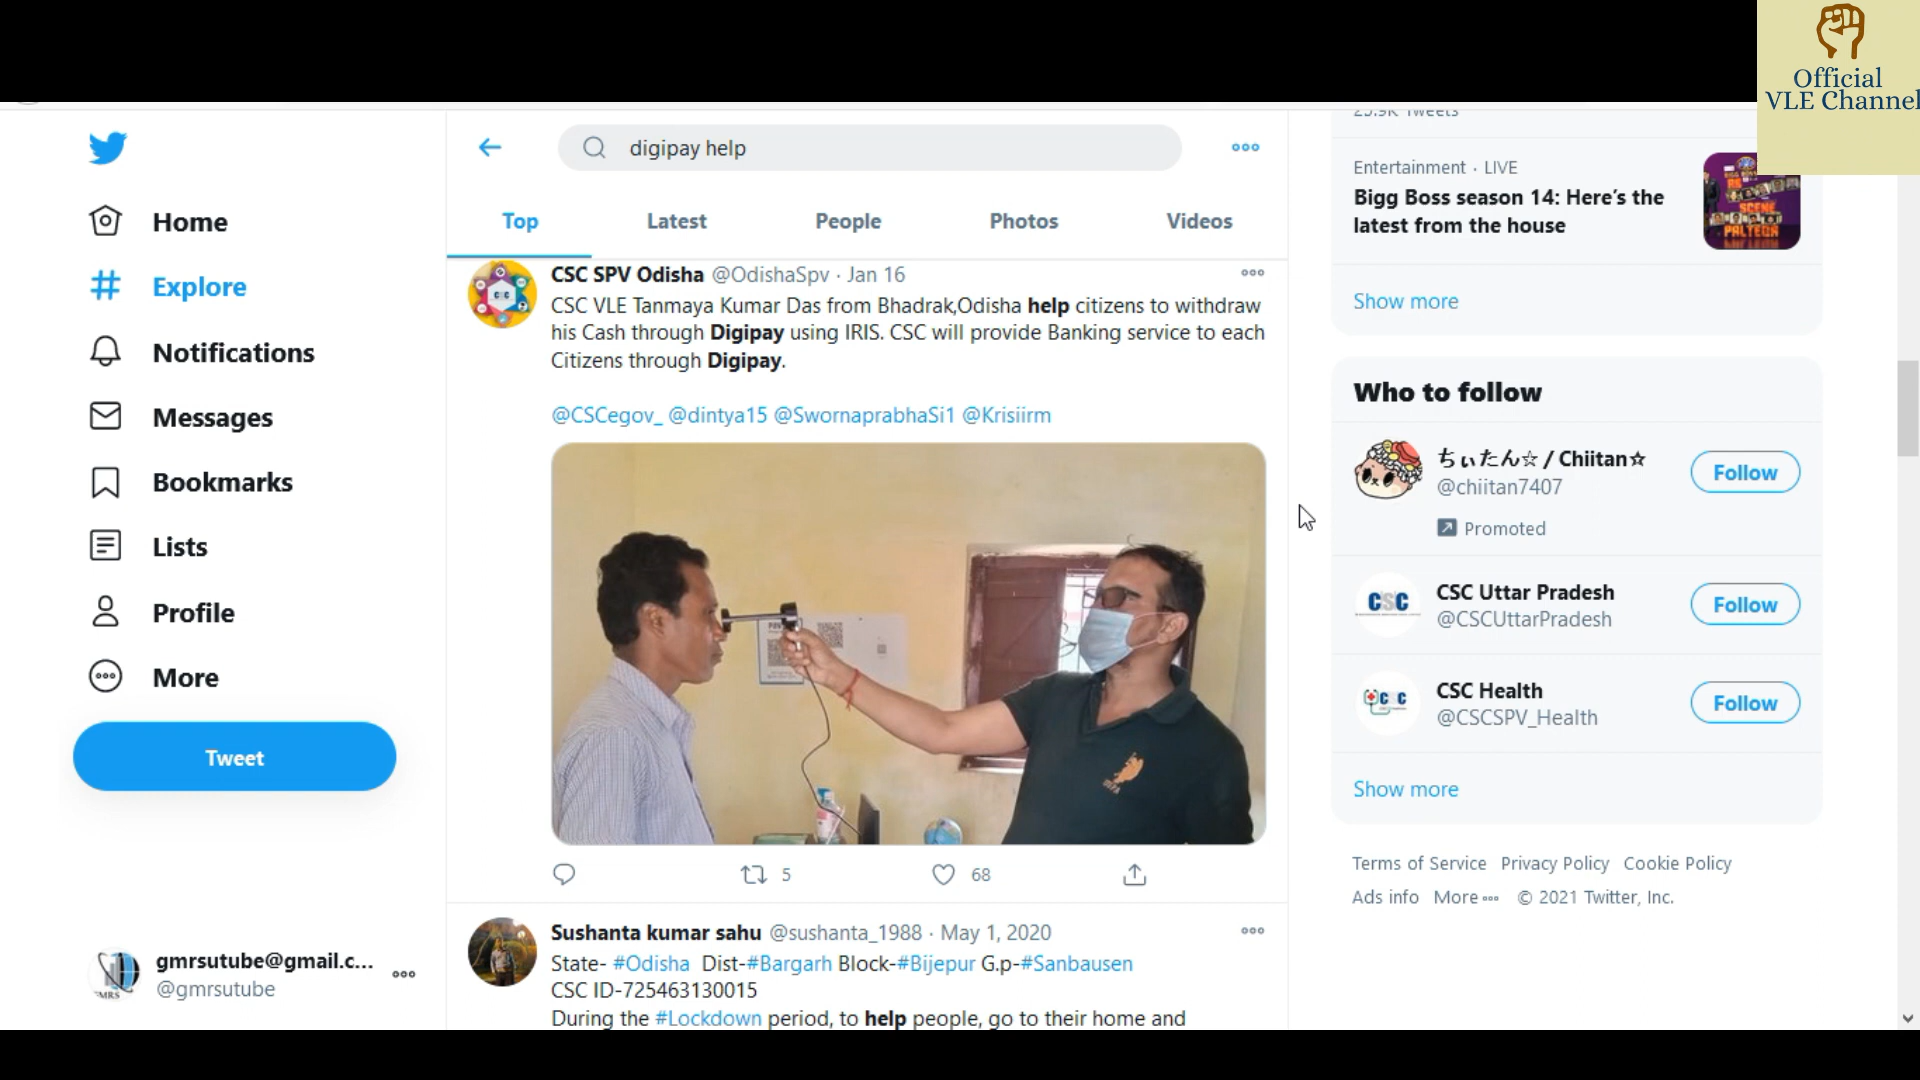 Official
VLE Channel
digipay help
Top
Latest
People
Photos
Videos
Home
Explore
Notifications
Messages
Bookmarks
Lists
Profile
More
Tweet
gmrsutube@gmail.c...
@gmrsutube
CSC SPV Odisha @OdishaSpv · Jan 16
CSC VLE Tanmaya Kumar Das from Bhadrak,Odisha help citizens to withdraw
his Cash through Digipay using IRIS. CSC will provide Banking service to each
Citizens through Digipay.
@CSCegov_ @dintya15 @SwornaprabhaSi1 @Krisiirm
5
68
Sushanta kumar sahu @sushanta_1988 · May 1, 2020
State- #Odisha Dist-#Bargarh Block-#Bijepur G.p-#Sanbausen
CSC ID-725463130015
During the #Lockdown period, to help people, go to their home and
25.9K Tweets
Entertainment · LIVE
Bigg Boss season 14: Here’s the
latest from the house
Show more
Who to follow
ちぃたん☆ / Chiitan☆
@chiitan7407
Promoted
Follow
CSC Uttar Pradesh
@CSCUttarPradesh
Follow
CSC Health
@CSCSPV_Health
Follow
Show more
Terms of Service Privacy Policy Cookie Policy
Ads info More © 2021 Twitter, Inc.